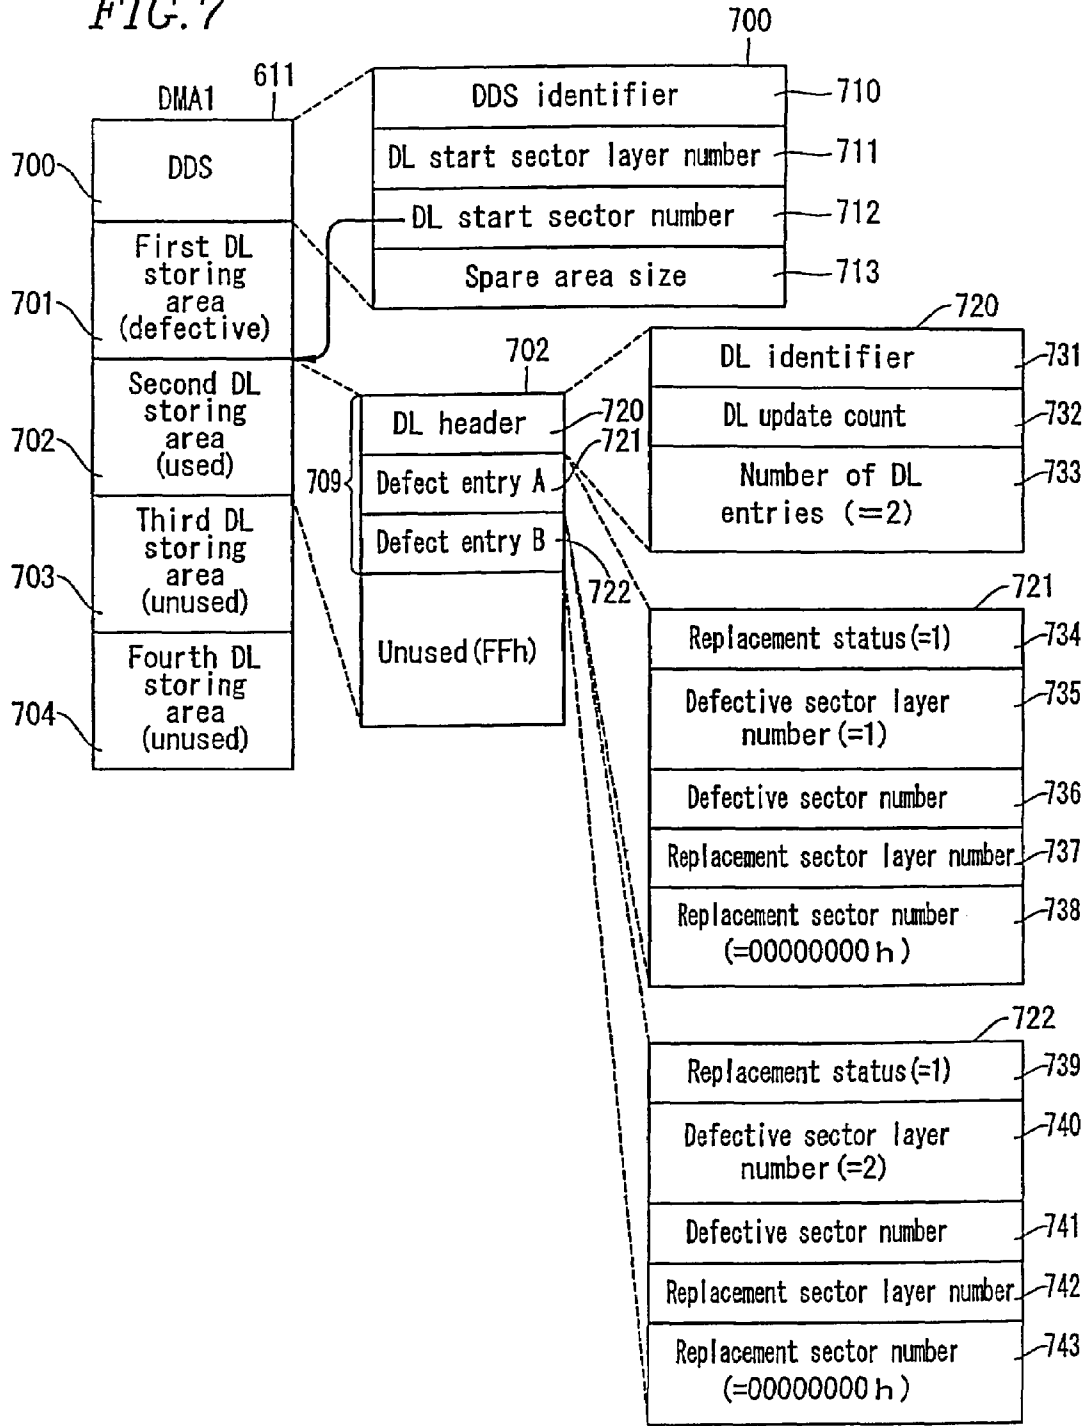 FIG. 7
700
611
DMA1
DDS identifier
710
DL start sector layer number
711
700
DDS
DL start sector number
712
Spare area size
713
First DL
storing
area
(defective)
701
720
702
DL identifier
731
Second DL
storing
area
(used)
702
DL header
720
DL update count
732
721
709
Defect entry A
Number of DL
entries (=2)
733
Defect entry B
722
Third DL
storing
area
(unused)
703
721
Unused(FFh)
Replacement status(=1)
734
Fourth DL
storing
area
(unused)
704
Defective sector layer
number(=1)
735
Defective sector number
736
Replacement sector layer number
737
Replacement sector number
(=00000000h)
738
722
Replacement status(=1)
739
Defective sector layer
number(=2)
740
Defective sector number
741
Replacement sector layer number
742
Replacement sector number
(=00000000h)
743